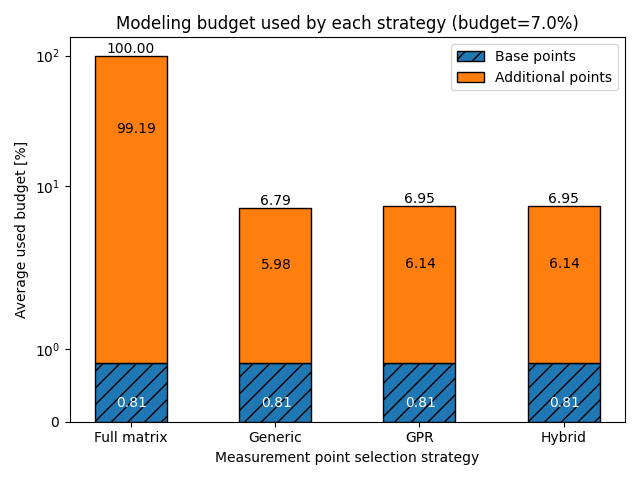 Modeling budget used by each strategy (budget=7.0%)
Base points
Additional points
Average used budget [%]
10²
10¹
10⁰
0
100.00
99.19
0.81
6.79
5.98
0.81
6.95
6.14
0.81
6.95
6.14
0.81
Full matrix
Generic
GPR
Hybrid
Measurement point selection strategy